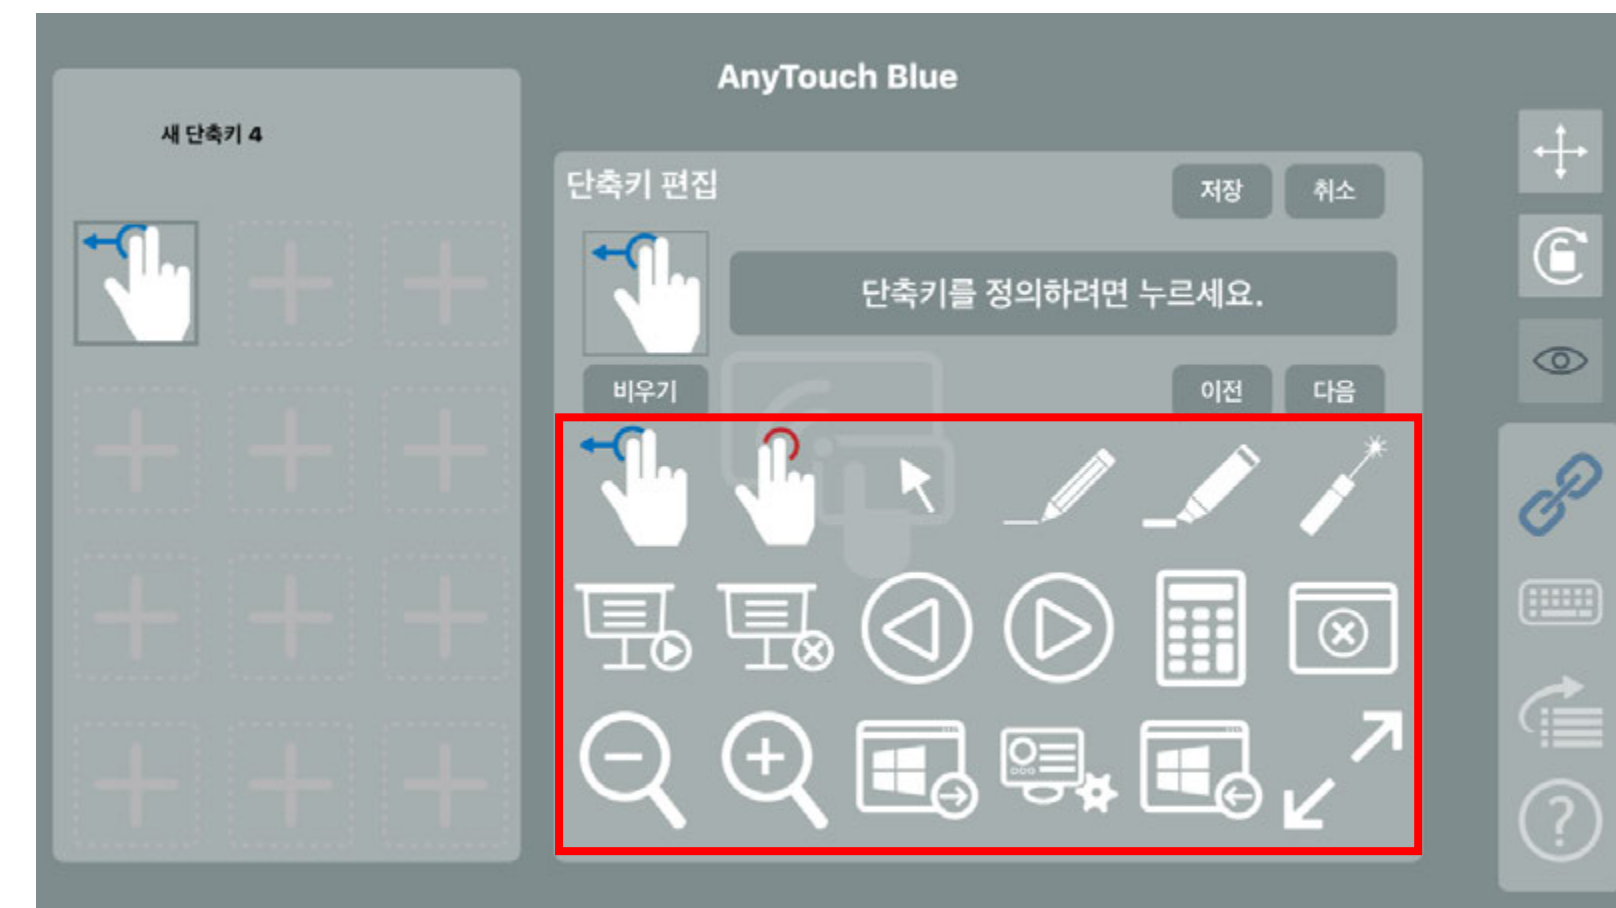 AnyTouch Blue
새 단축키 4
단축키 편집
저장
취소
단축키를 정의하려면 누르세요.
비우기
이전
다음